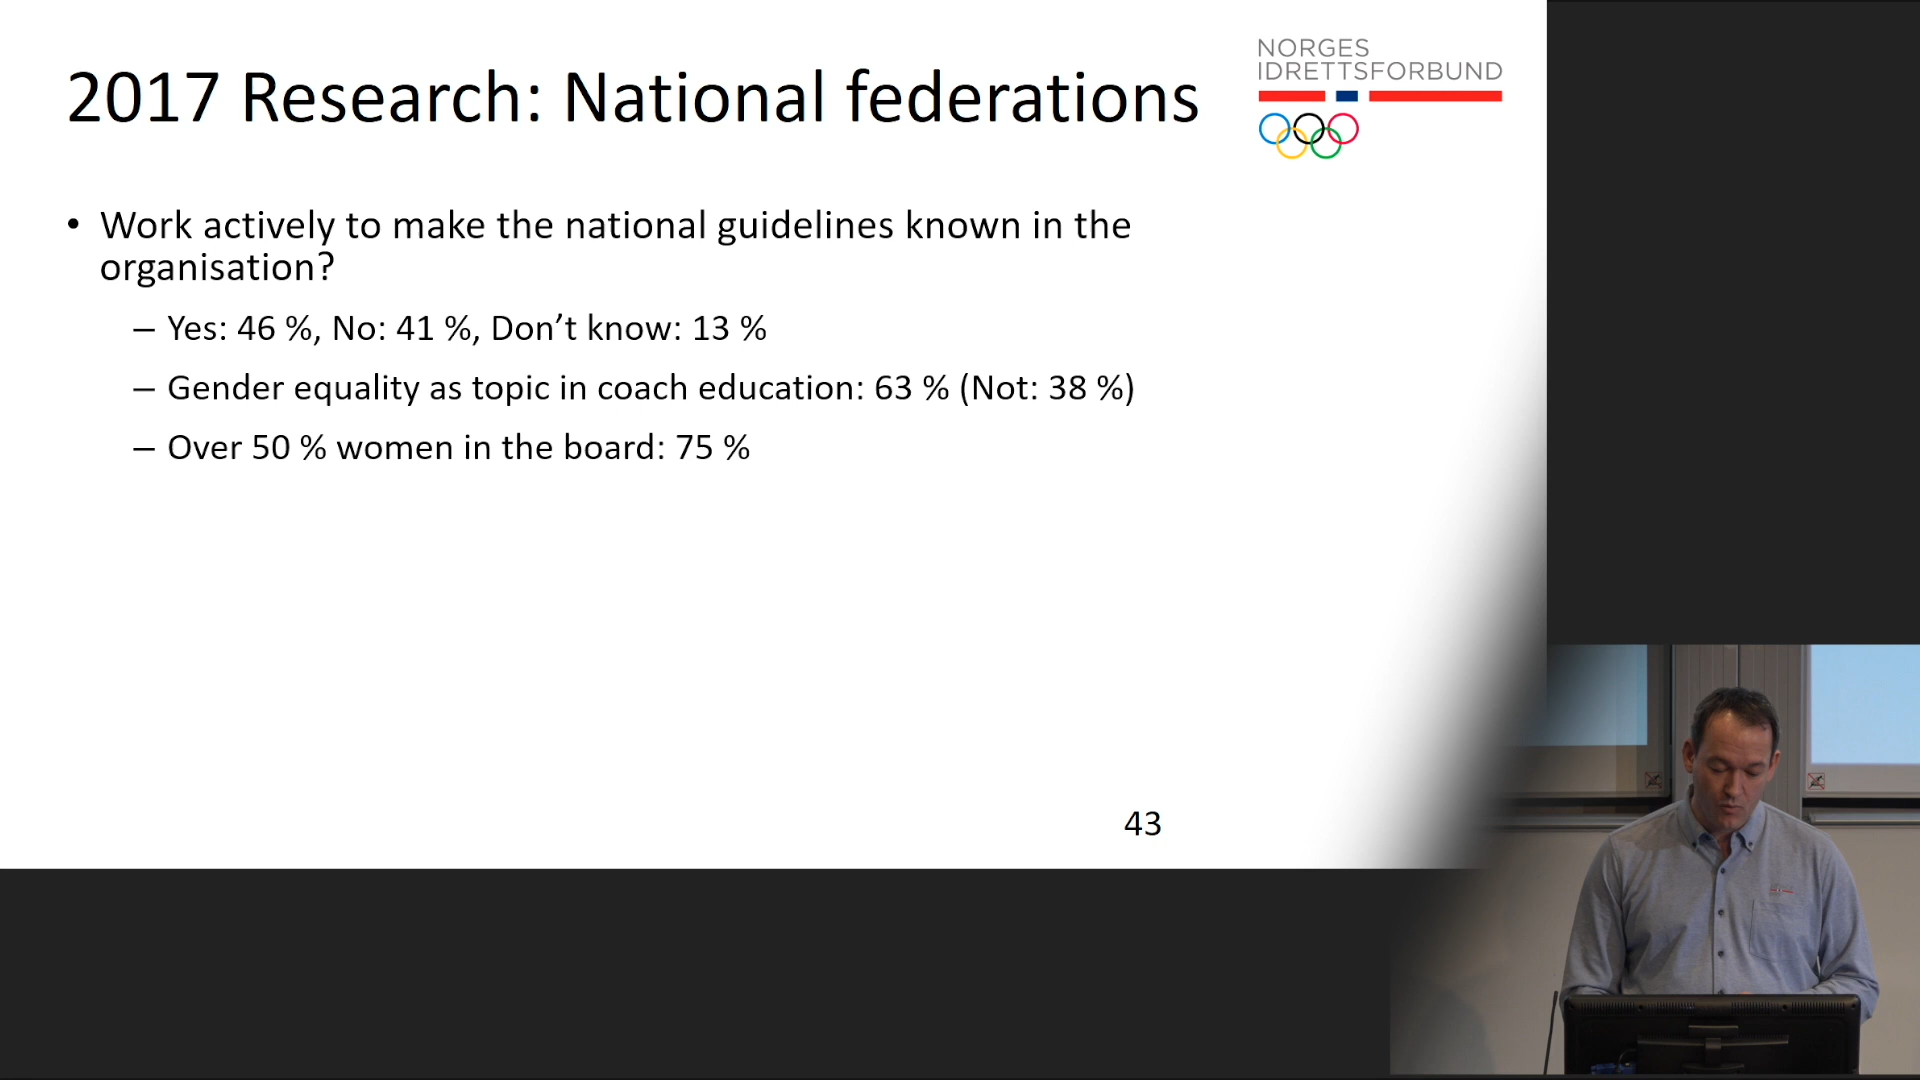 2017 Research: National federations
NORGES
IDRETTSFORBUND
• Work actively to make the national guidelines known in the
organisation?
– Yes: 46 %, No: 41 %, Don’t know: 13 %
– Gender equality as topic in coach education: 63 % (Not: 38 %)
– Over 50 % women in the board: 75 %
43